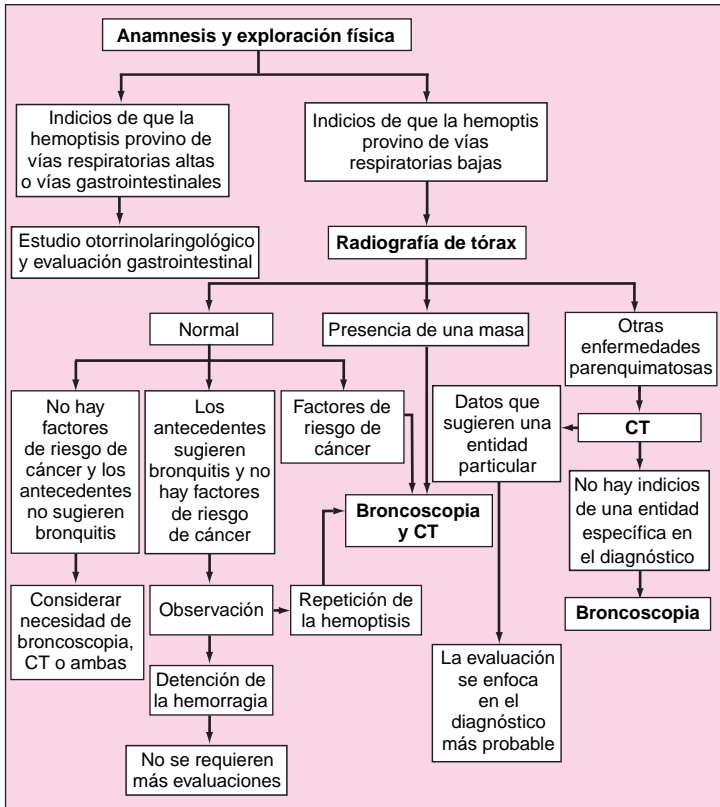 Anamnesis y exploración física
Indicios de que la
hemoptisis provino de
vías respiratorias altas
o vías gastrointestinales
Indicios de que la hemoptis
provino de vías
respiratorias bajas
Estudio otorrinolaringológico
y evaluación gastrointestinal
Radiografía de tórax
Normal
Presencia de una masa
Otras
enfermedades
parenquimatosas
No hay
factores
de riesgo de
cáncer y los
antecedentes
no sugieren
bronquitis
Los
antecedentes
sugieren
bronquitis y no
hay factores
de riesgo
de cáncer
Factores de
riesgo de
cáncer
Datos que
sugieren una
entidad
particular
CT
Broncoscopia
y CT
No hay indicios
de una entidad
específica en
el diagnóstico
Considerar
necesidad de
broncoscopia,
CT o ambas
Observación
Repetición de
la hemoptisis
Broncoscopia
Detención de
la hemorragia
La evaluación
se enfoca
en el
diagnóstico
más probable
No se requieren
más evaluaciones